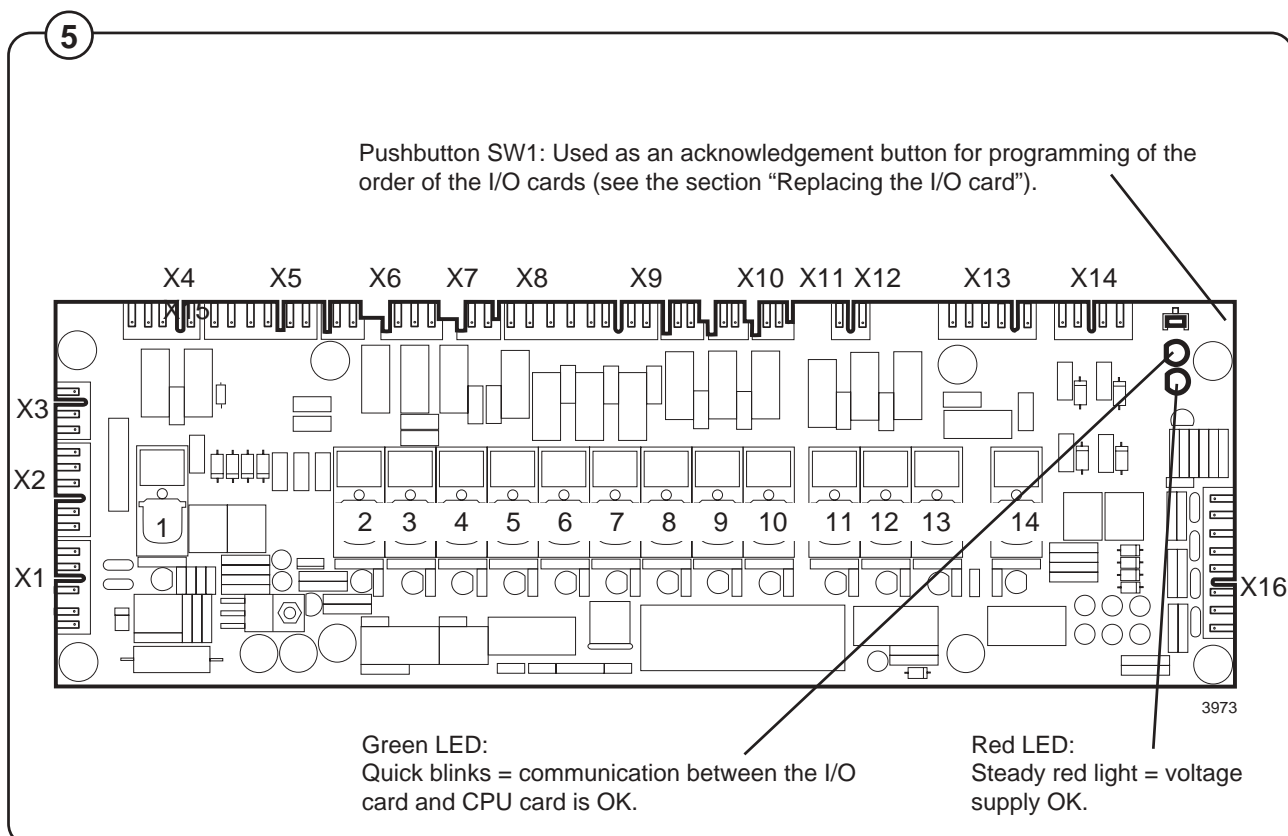 5
Pushbutton SW1: Used as an acknowledgement button for programming of the
order of the I/O cards (see the section “Replacing the I/O card”).
X4 X5 X6 X7 X8 X9 X10 X11 X12 X13 X14
X15
X3
X2
1 2 3 4 5 6 7 8 9 10 11 12 13 14
X1
X16
3973
Green LED:
Quick blinks = communication between the I/O
card and CPU card is OK.
Red LED:
Steady red light = voltage
supply OK.